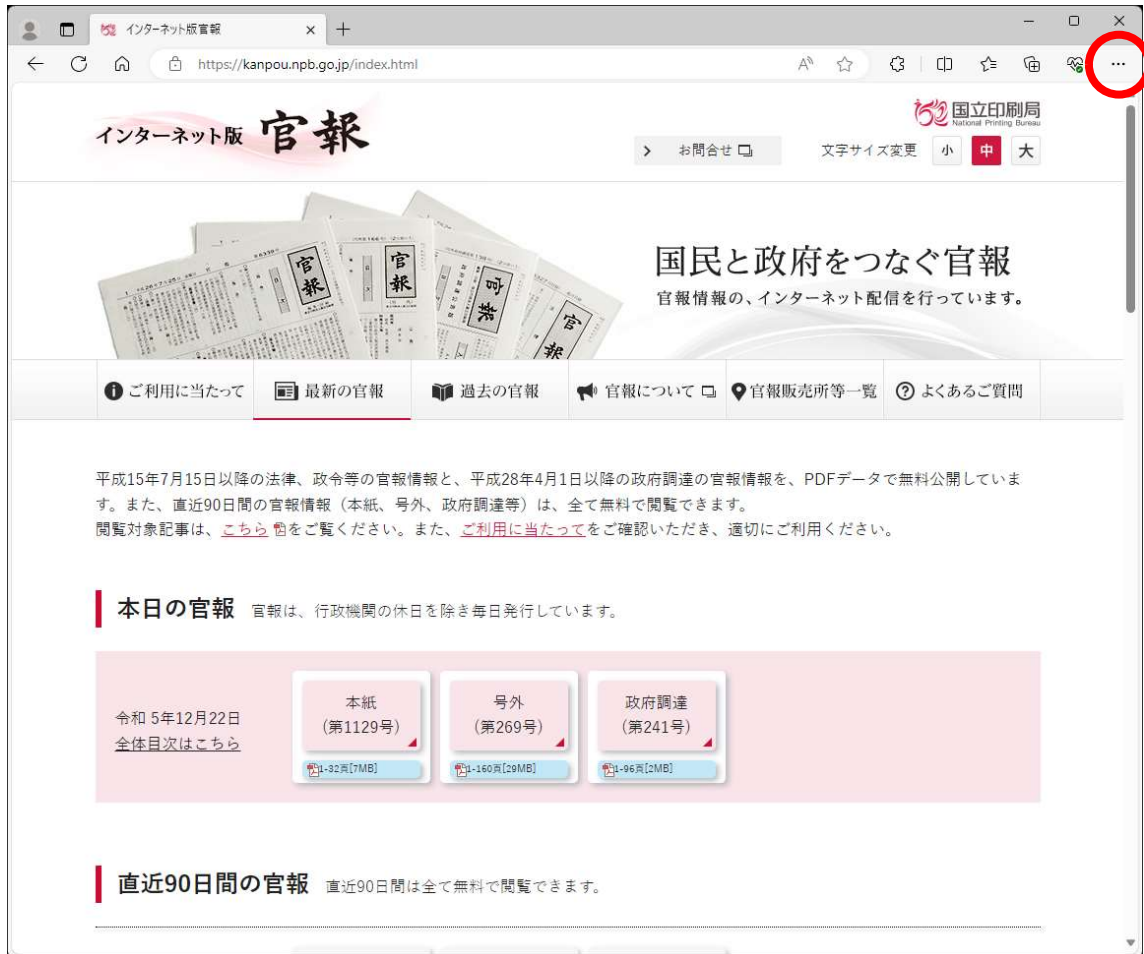 インターネット版官報
https://kanpou.npb.go.jp/index.html
インターネット版 官報
国立印刷局
National Printing Bureau
お問合せ
文字サイズ変更 小 中 大
官報
官報
官報
官報
国民と政府をつなぐ官報
官報情報の、インターネット配信を行っています。
ご利用に当たって 最新の官報 過去の官報 官報について 官報販売所等一覧 よくあるご質問
平成15年7月15日以降の法律、政令等の官報情報と、平成28年4月1日以降の政府調達の官報情報を、PDFデータで無料公開していま
す。また、直近90日間の官報情報（本紙、号外、政府調達等）は、全て無料で閲覧できます。
閲覧対象記事は、こちらをご覧ください。また、ご利用に当たってをご確認いただき、適切にご利用ください。
本日の官報 官報は、行政機関の休日を除き毎日発行しています。
令和 5年12月22日
全体目次はこちら
本紙
(第1129号)
1-32頁[7MB]
号外
(第269号)
1-160頁[29MB]
政府調達
(第241号)
1-96頁[2MB]
直近90日間の官報 直近90日間は全て無料で閲覧できます。